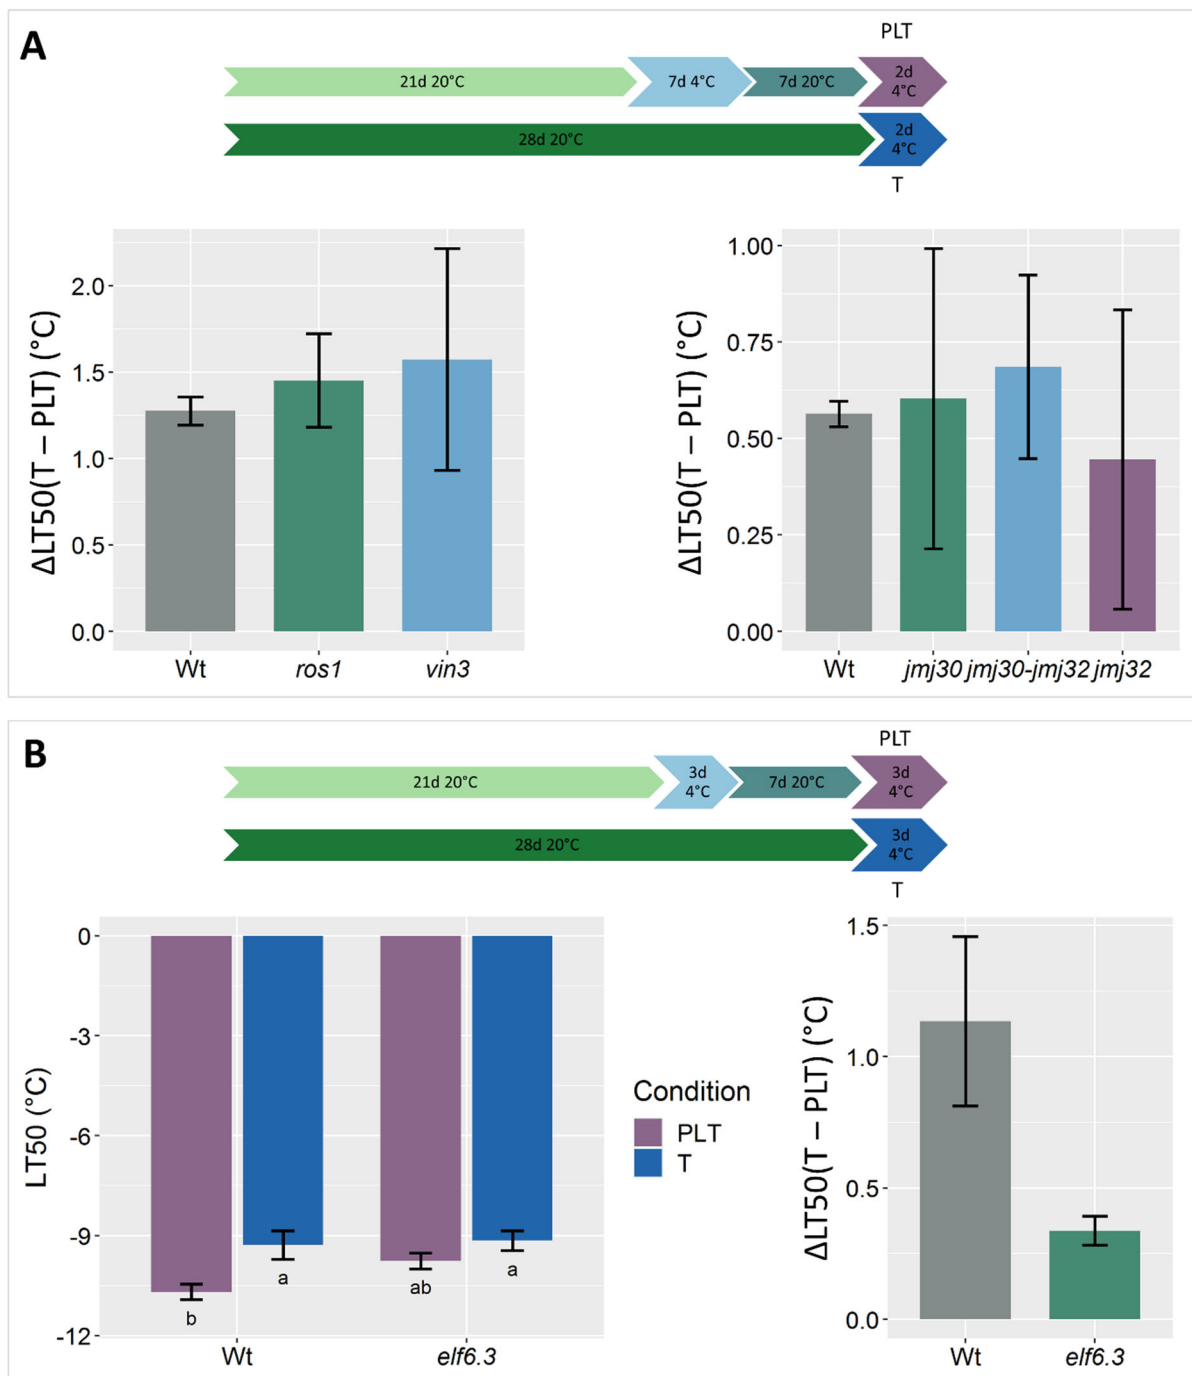 A
PLT
21d 20°C
7d 4°C
7d 20°C
2d
4°C
28d 20°C
2d
4°C
T
ΔLT50(T – PLT) (°C)
2.0
1.5
1.0
0.5
0.0
Wt
ros1
vin3
ΔLT50(T – PLT) (°C)
1.00
0.75
0.50
0.25
0.00
Wt
jmj30
jmj30-jmj32
jmj32
B
PLT
21d 20°C
3d
4°C
7d 20°C
3d
4°C
28d 20°C
3d
4°C
T
LT50 (°C)
0
-3
-6
-9
-12
b
a
ab
a
Wt
elf6.3
Condition
PLT
T
ΔLT50(T – PLT) (°C)
1.5
1.0
0.5
0.0
Wt
elf6.3